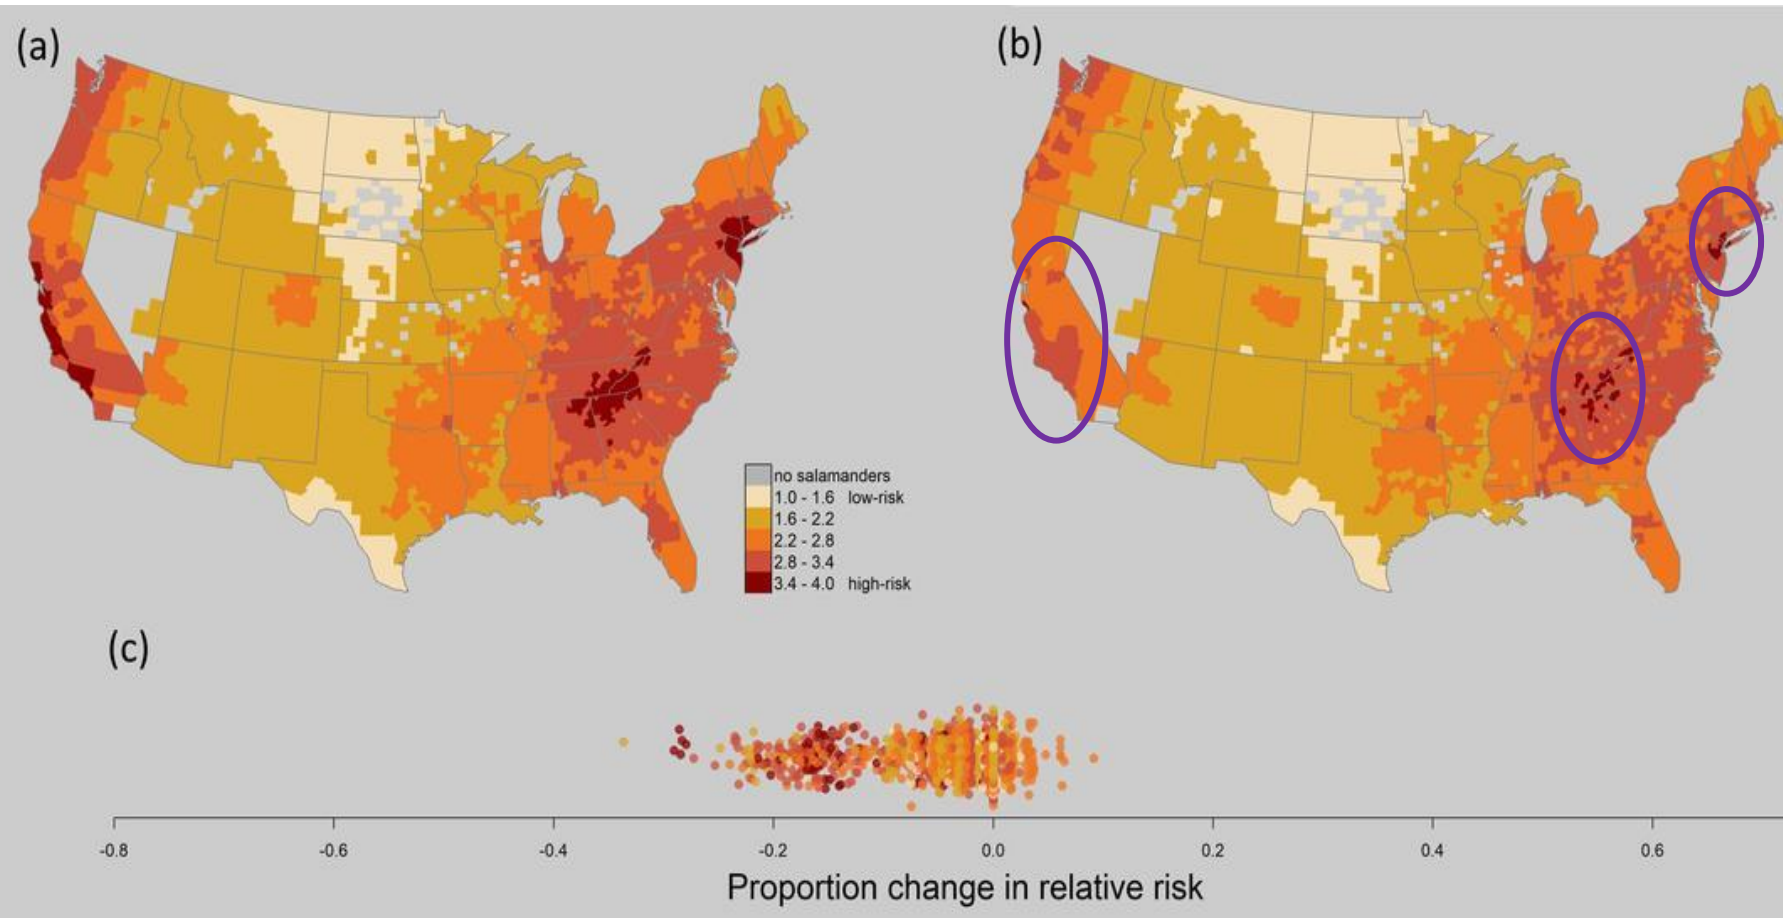 (a)
(b)
no salamanders
1.0 - 1.6 low-risk
1.6 - 2.2
2.2 - 2.8
2.8 - 3.4
3.4 - 4.0 high-risk
(c)
-0.8 -0.6 -0.4 -0.2 0.0 0.2 0.4 0.6
Proportion change in relative risk